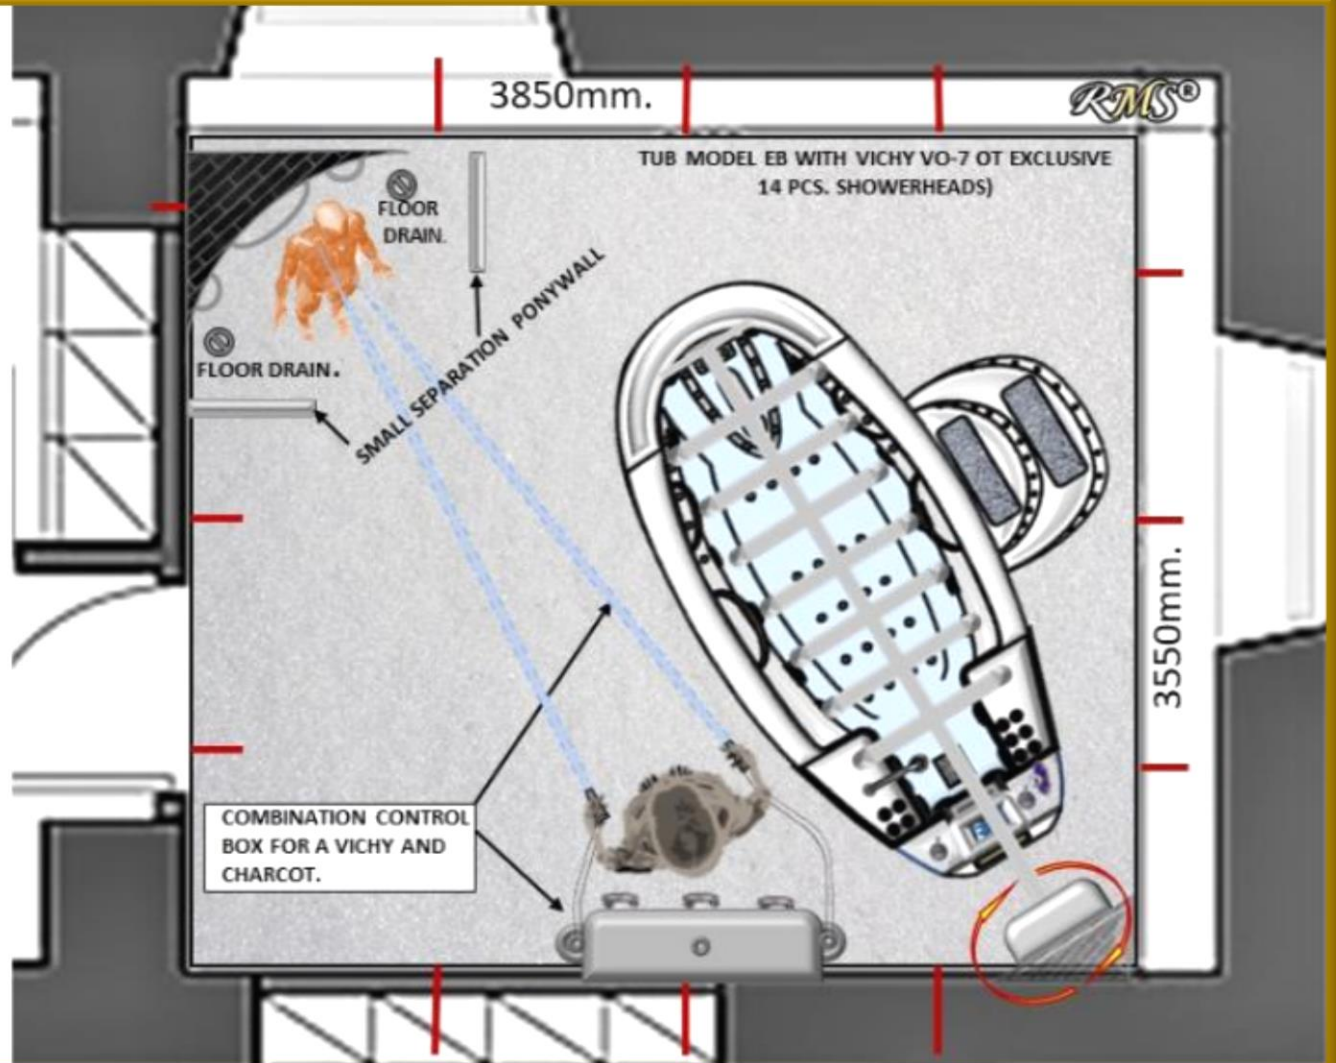 3850mm.
RMS®
TUB MODEL EB WITH VICHY VO-7 OT EXCLUSIVE
14 PCS. SHOWERHEADS)
FLOOR
DRAIN.
SMALL SEPARATION PONYWALL
FLOOR DRAIN.
3550mm.
COMBINATION CONTROL
BOX FOR A VICHY AND
CHARCOT.